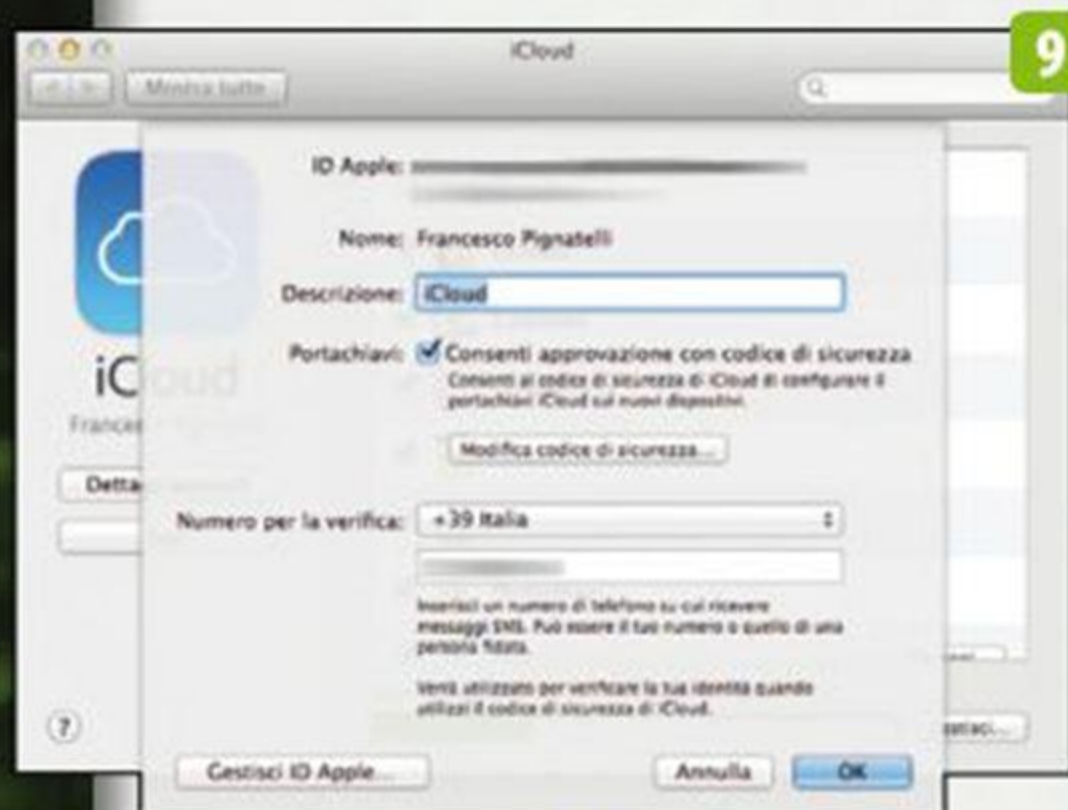 iCloud
9
Mostra tutte
ID Apple:
Nome: Francesco Pignatelli
Descrizione: iCloud
Portachiavi: Consenti approvazione con codice di sicurezza
Consenti al codice di sicurezza di iCloud di configurare il
portachiavi iCloud sui nuovi dispositivi.
iCloud
Frances
Modifica codice di sicurezza...
Detta
Numero per la verifica: +39 Italia
Inserisci un numero di telefono su cui ricevere
messaggi SMS. Può essere il tuo numero o quello di una
persona fidata.
Verrà utilizzato per verificare la tua identità quando
utilizzi il codice di sicurezza di iCloud.
?
Gestisci ID Apple...
Annulla
OK